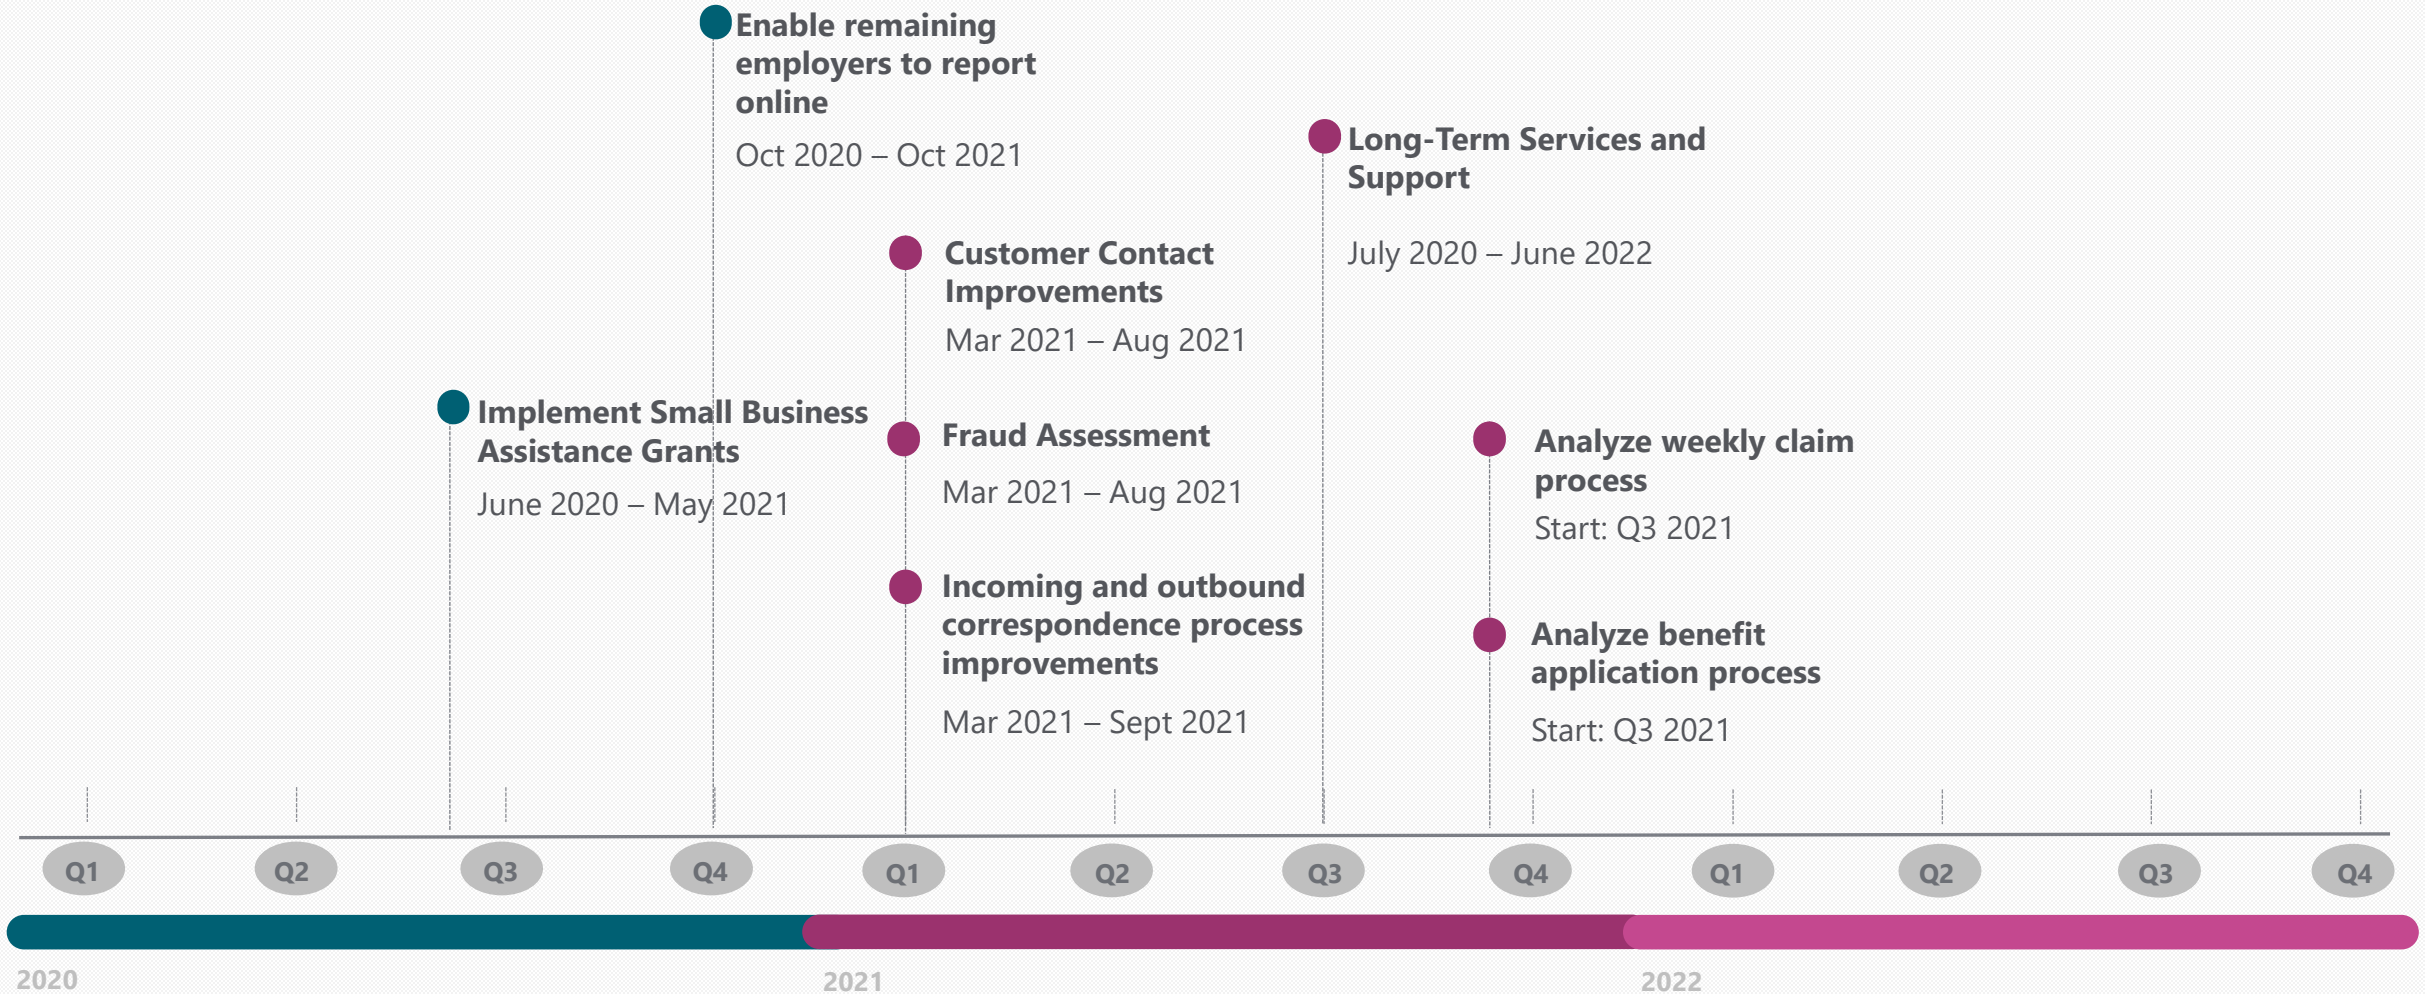 Enable remaining
employers to report
online
Oct 2020 – Oct 2021
Long-Term Services and
Support
July 2020 – June 2022
Customer Contact
Improvements
Mar 2021 – Aug 2021
Implement Small Business
Assistance Grants
June 2020 – May 2021
Fraud Assessment
Mar 2021 – Aug 2021
Analyze weekly claim
process
Start: Q3 2021
Incoming and outbound
correspondence process
improvements
Mar 2021 – Sept 2021
Analyze benefit
application process
Start: Q3 2021
Q1 Q2 Q3 Q4 Q1 Q2 Q3 Q4 Q1 Q2 Q3 Q4
2020 2021 2022